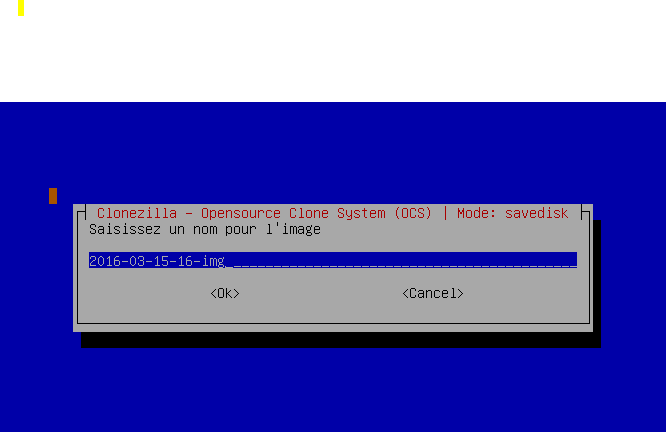 Clonezilla - Opensource Clone System (OCS) | Mode: savedisk
Saisissez un nom pour l'image
2016-03-15-16-img
<Ok> <Cancel>